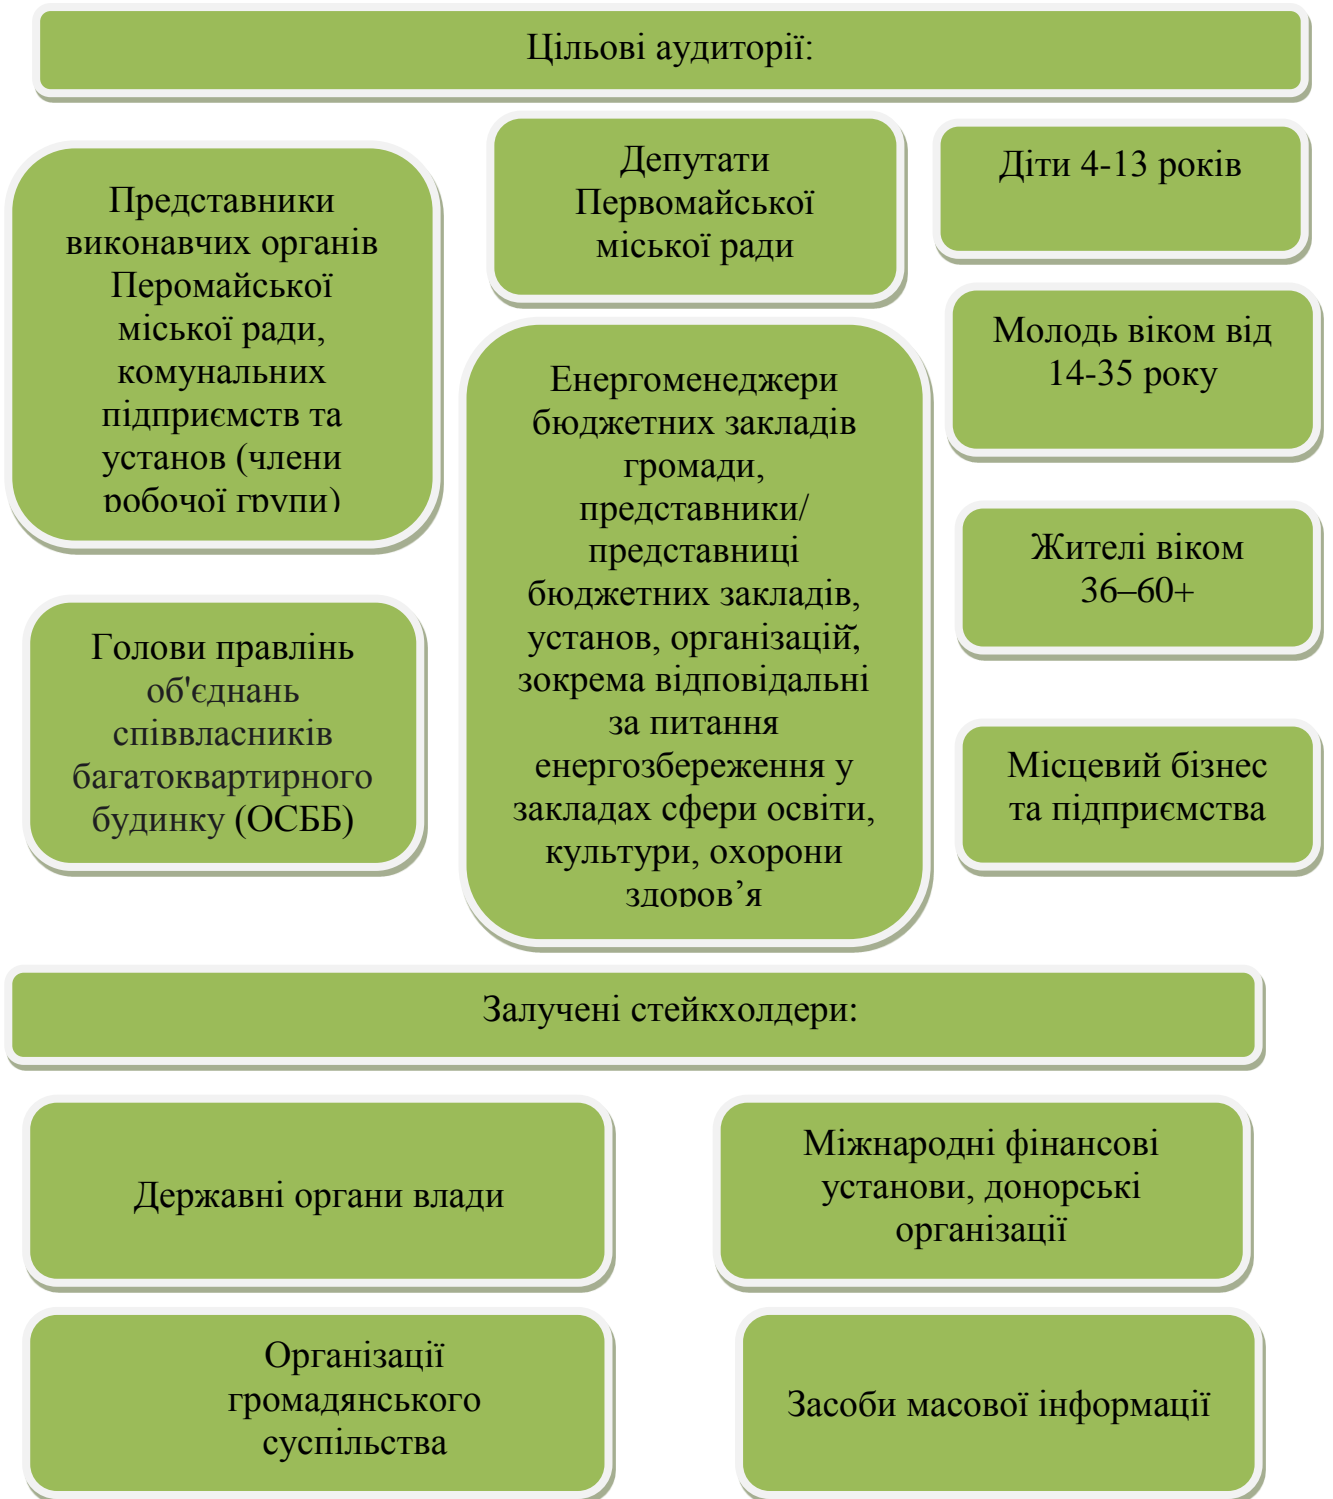 Цільові аудиторії:
Представники
виконавчих органів
Перомайської
міської ради,
комунальних
підприємств та
установ (члени
робочої групи)
Депутати
Первомайської
міської ради
Діти 4-13 років
Молодь віком від
14-35 року
Енергоменеджери
бюджетних закладів
громади,
представники/
представниці
бюджетних закладів,
установ, організацій,
зокрема відповідальні
за питання
енергозбереження у
закладах сфери освіти,
культури, охорони
здоров’я
Жителі віком
36–60+
Голови правлінь
об'єднань
співвласників
багатоквартирного
будинку (ОСББ)
Місцевий бізнес
та підприємства
Залучені стейкхолдери:
Державні органи влади
Міжнародні фінансові
установи, донорські
організації
Організації
громадянського
суспільства
Засоби масової інформації